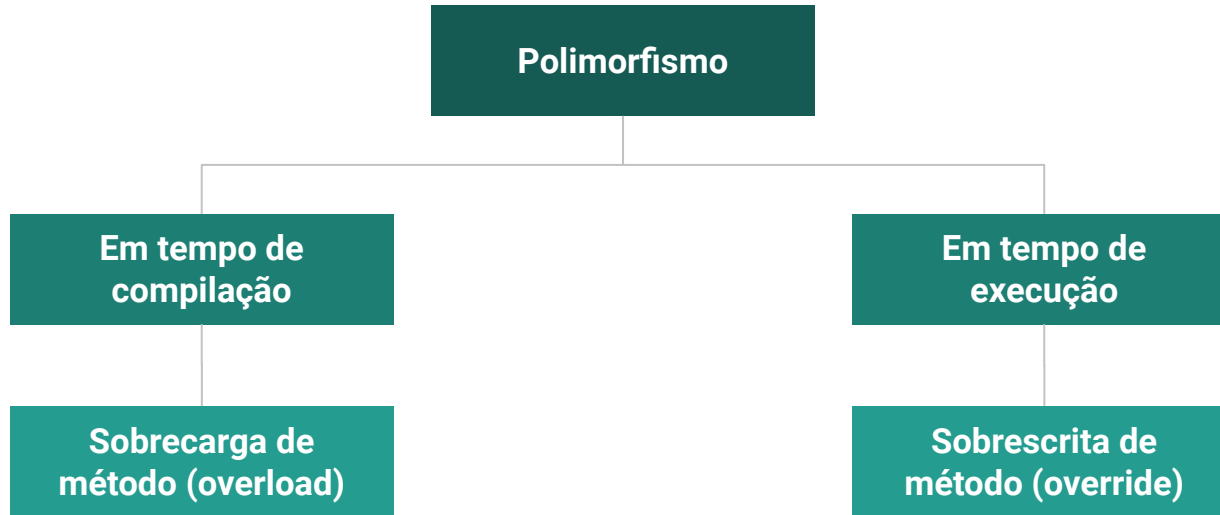 Polimorfismo
Em tempo de
compilação
Em tempo de
execução
Sobrecarga de
método (overload)
Sobrescrita de
método (override)